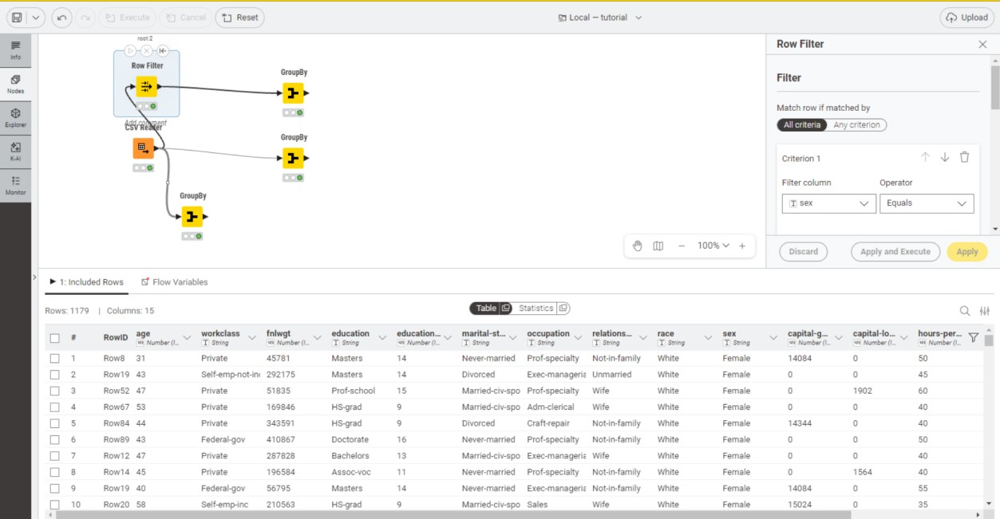 Execute Cancel Reset Local — tutorial Upload
Info
Nodes
Explorer
K-AI
Monitor
root:2
Row Filter
Add comment
CSV Reader
GroupBy
GroupBy
GroupBy
100%
Row Filter
Filter
Match row if matched by
All criteria Any criterion
Criterion 1
Filter column Operator
T sex Equals
Discard Apply and Execute Apply
1: Included Rows Flow Variables
Rows: 1179 | Columns: 15
Table Statistics
# RowID age workclass fnlwgt education education... marital-st... occupation relations... race sex capital-g... capital-lo... hours-per...
Number (I... String Number (I... String Number (I... String String String String String Number (I... Number (I... Number (I...
1 Row8 31 Private 45781 Masters 14 Never-married Prof-specialty Not-in-family White Female 14084 0 50
2 Row19 43 Self-emp-not-in 292175 Masters 14 Divorced Exec-manageria Unmarried White Female 0 0 45
3 Row52 47 Private 51835 Prof-school 15 Married-civ-spo Prof-specialty Wife White Female 0 1902 60
4 Row67 53 Private 169846 HS-grad 9 Married-civ-spo Adm-clerical Wife White Female 0 0 40
5 Row84 44 Private 343591 HS-grad 9 Divorced Craft-repair Not-in-family White Female 14344 0 40
6 Row89 43 Federal-gov 410867 Doctorate 16 Never-married Prof-specialty Not-in-family White Female 0 0 50
7 Row12 47 Private 287828 Bachelors 13 Married-civ-spo Exec-manageria Wife White Female 0 0 40
8 Row14 45 Private 196584 Assoc-voc 11 Never-married Prof-specialty Not-in-family White Female 0 1564 40
9 Row19 40 Federal-gov 56795 Masters 14 Never-married Exec-manageria Not-in-family White Female 14084 0 55
10 Row20 58 Self-emp-inc 210563 HS-grad 9 Married-civ-spo Sales Wife White Female 15024 0 35